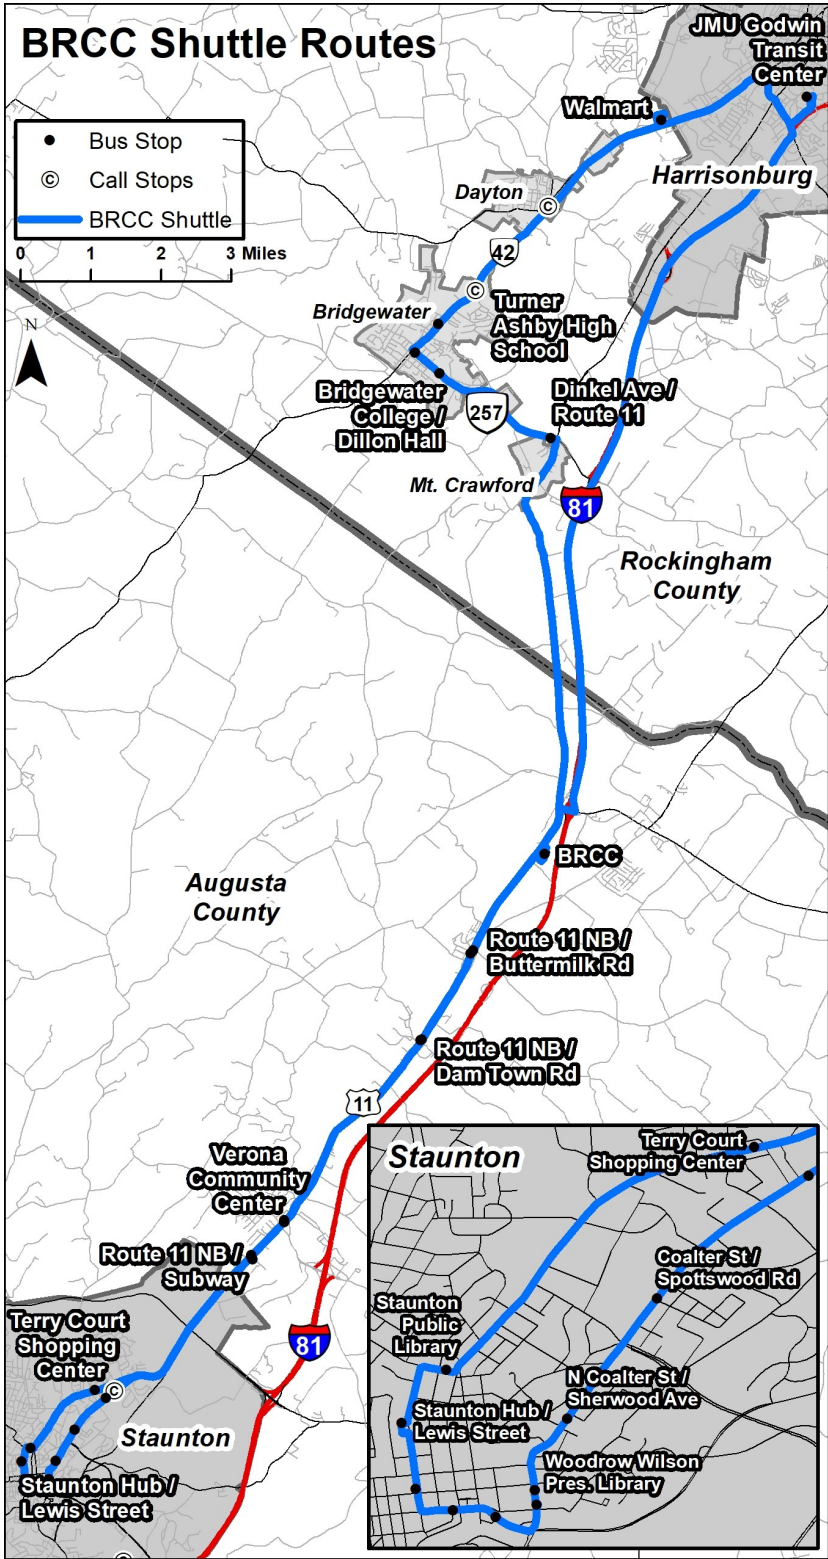 BRCC Shuttle Routes
JMU Godwin
Transit
Center
Bus Stop
© Call Stops
BRCC Shuttle
0 1 2 3 Miles
N
Walmart
Harrisonburg
Dayton
©
42
©
Bridgewater
Turner
Ashby High
School
Bridgewater
College /
Dillon Hall
257
Dinkel Ave /
Route 11
Mt. Crawford
81
Rockingham
County
BRCC
Augusta
County
Route 11 NB /
Buttermilk Rd
Route 11 NB /
Dam Town Rd
11
Verona
Community
Center
Route 11 NB /
Subway
81
Terry Court
Shopping
Center
©
Staunton
Staunton Hub /
Lewis Street
Staunton
Terry Court
Shopping Center
Coalter St /
Spottswood Rd
Staunton
Public
Library
N Coalter St /
Sherwood Ave
Staunton Hub /
Lewis Street
Woodrow Wilson
Pres. Library